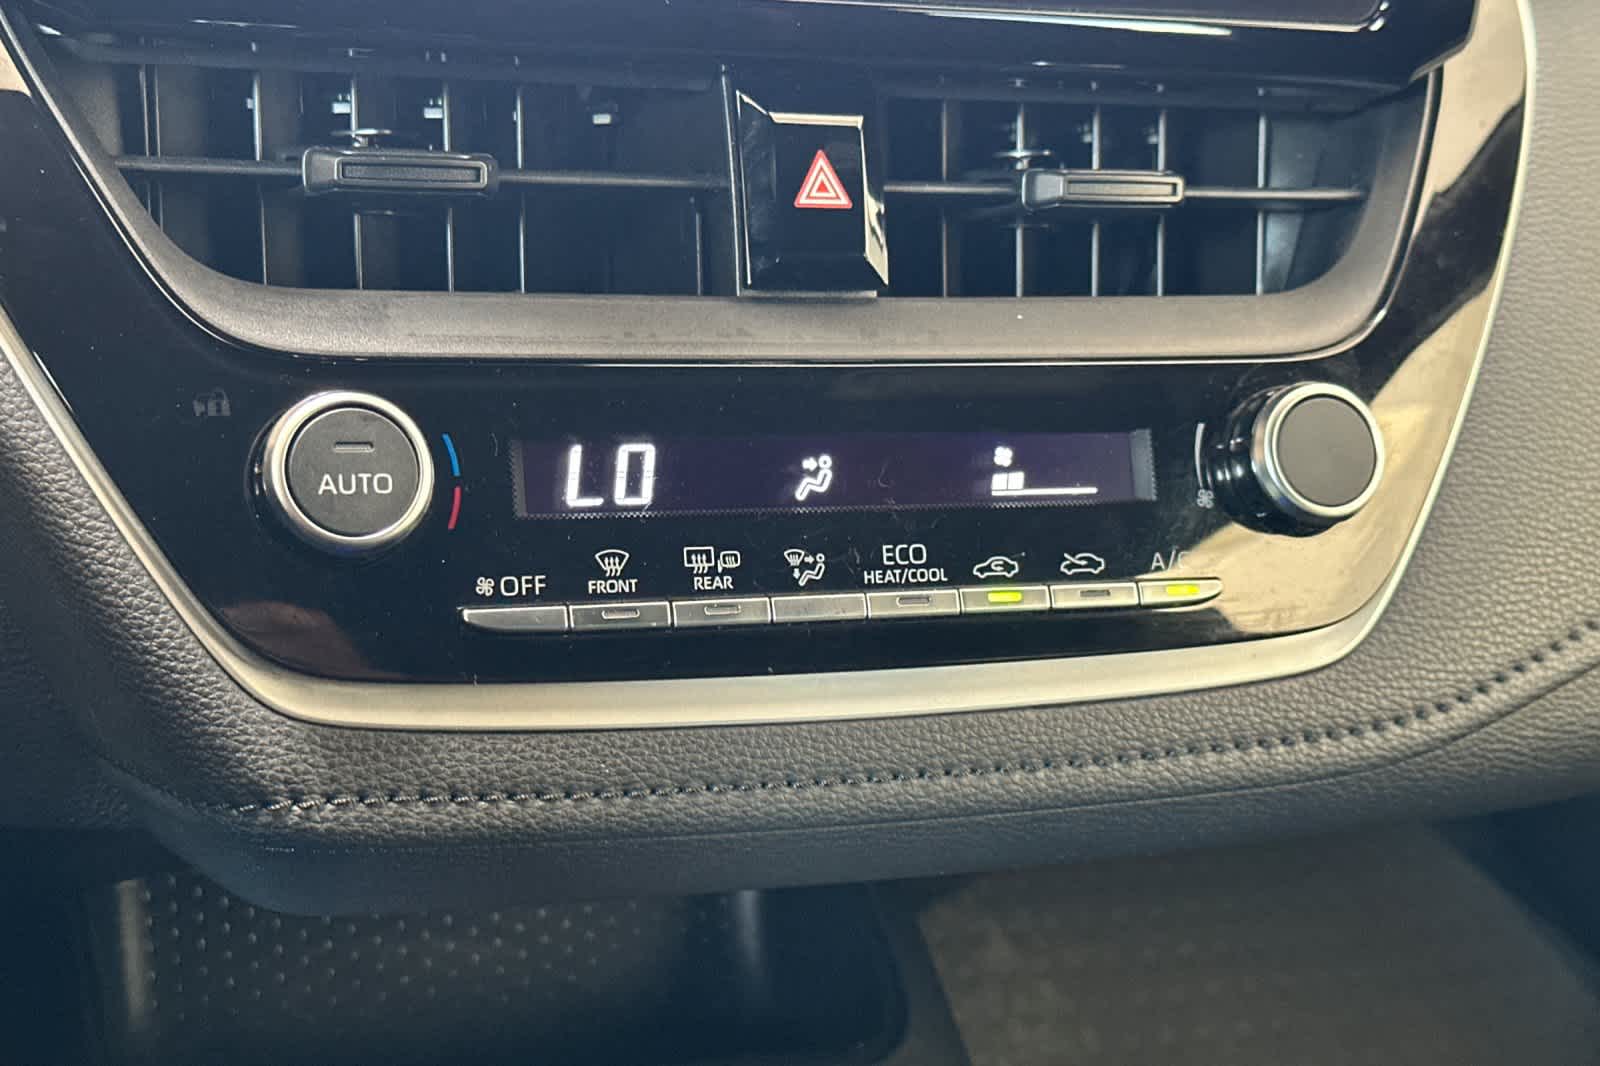 AUTO
LO
OFF
FRONT
REAR
ECO
HEAT/COOL
A/C